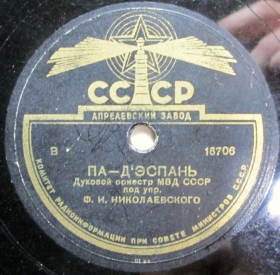 СССР
АПРЕЛЕВСКИЙ ЗАВОД
В 16706
ПА—Д'ЭСПАНЬ
Духовой оркестр МВД СССР
под упр.
Ф. И. НИКОЛАЕВСКОГО
КОМИТЕТ РАДИОИНФОРМАЦИИ ПРИ СОВЕТЕ МИНИСТРОВ СССР